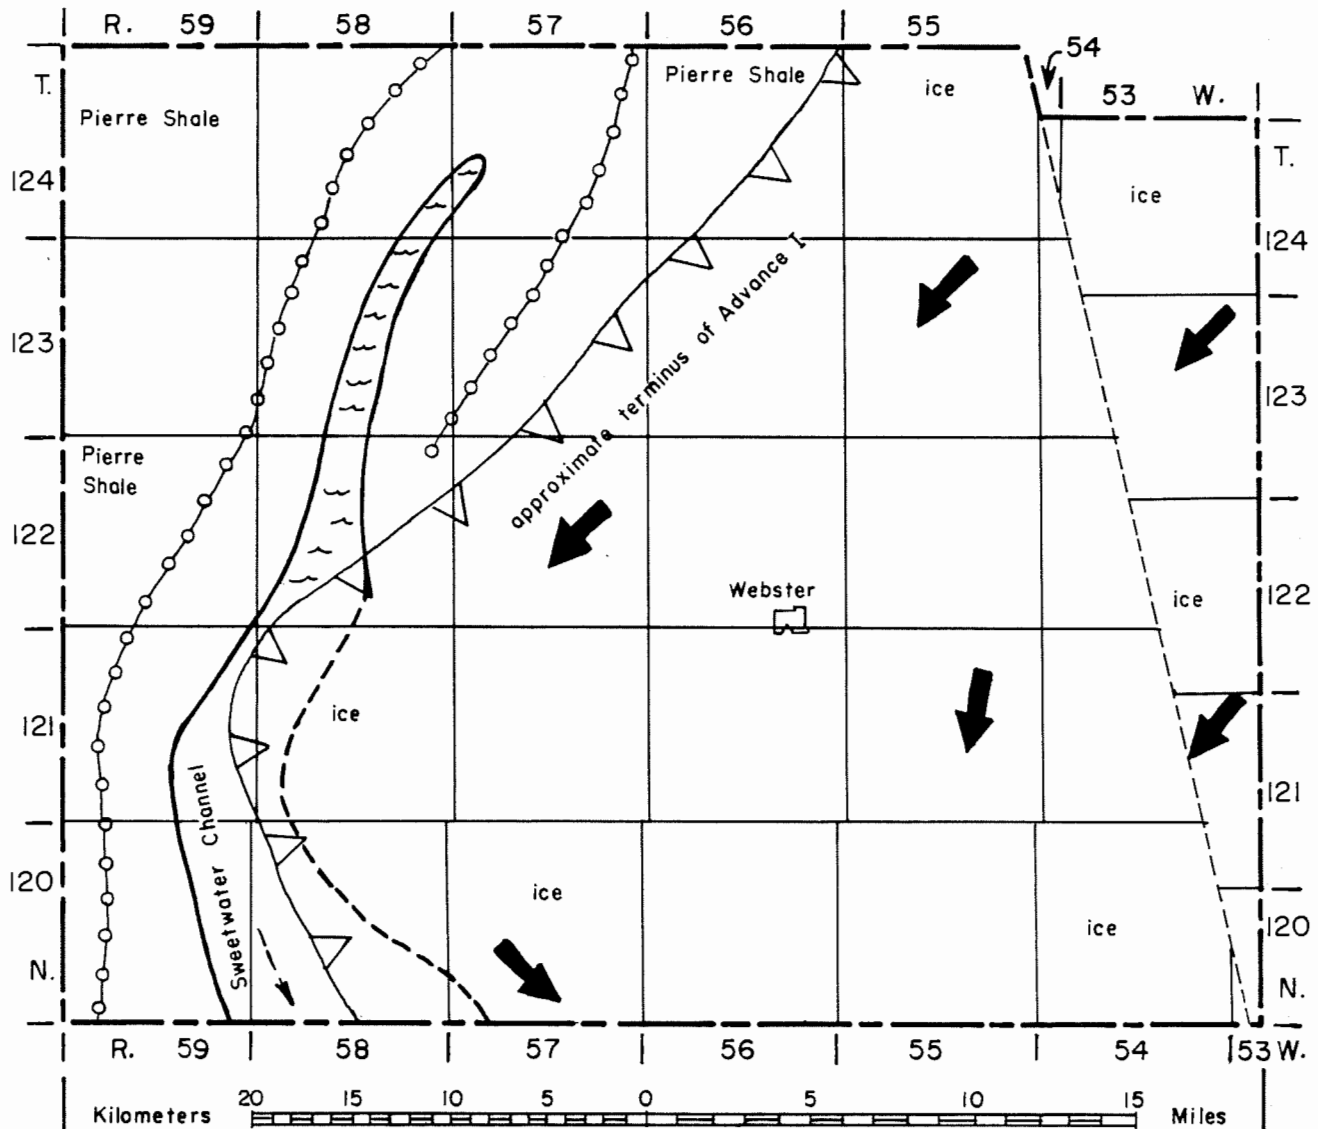 R. 59 58 57 56 55
54
53 W.
T.
Pierre Shale
Pierre Shale
ice
T.
124
ice
124
approximate terminus of Advance I
123
123
Pierre
Shale
122
Webster
ice
122
121
ice
121
Sweetwater Channel
120
ice
ice
120
N.
N.
R. 59 58 57 56 55 54 53 W.
20 15 10 5 0 5 10 15
Kilometers Miles